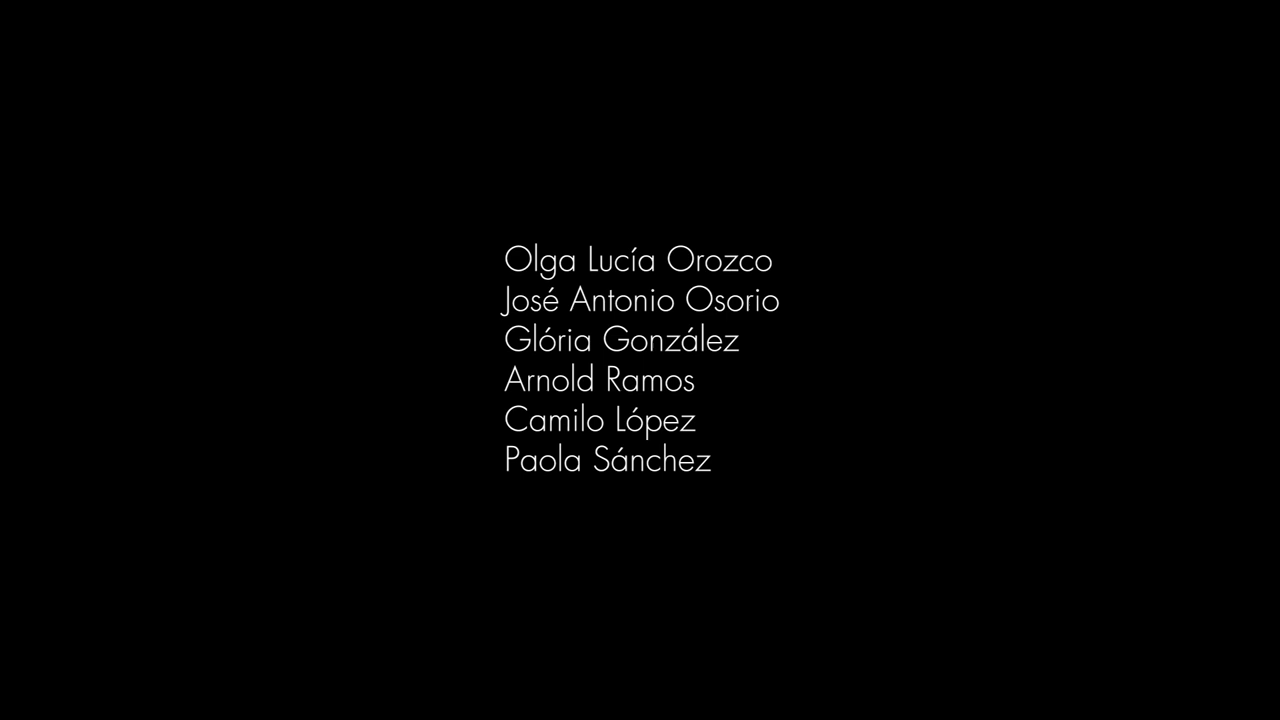 Olga Lucía Orozco
José Antonio Osorio
Glória González
Arnold Ramos
Camilo López
Paola Sánchez